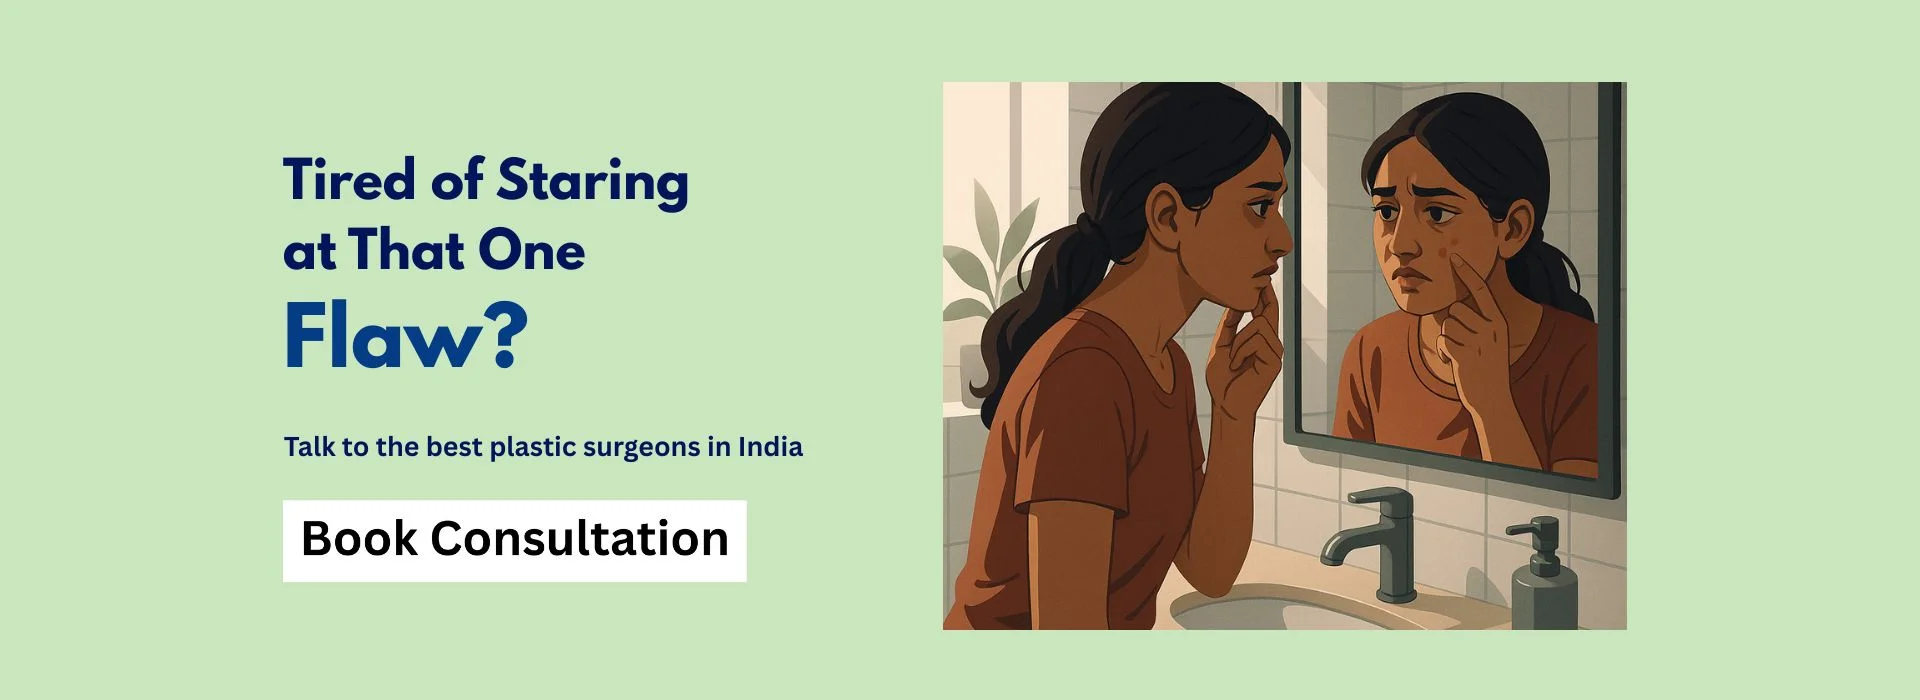 Tired of Staring
at That One
Flaw?
Talk to the best plastic surgeons in India
Book Consultation